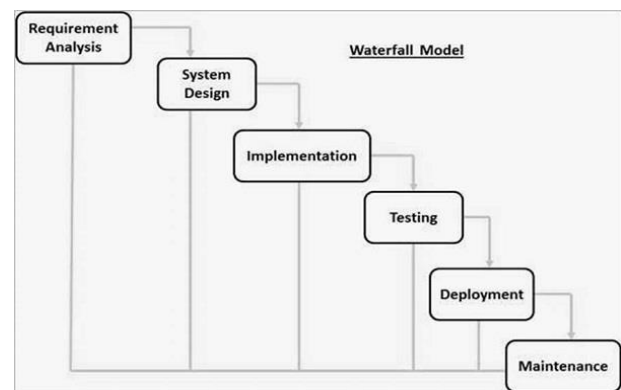 Requirement
Analysis
Waterfall Model
System
Design
Implementation
Testing
Deployment
Maintenance